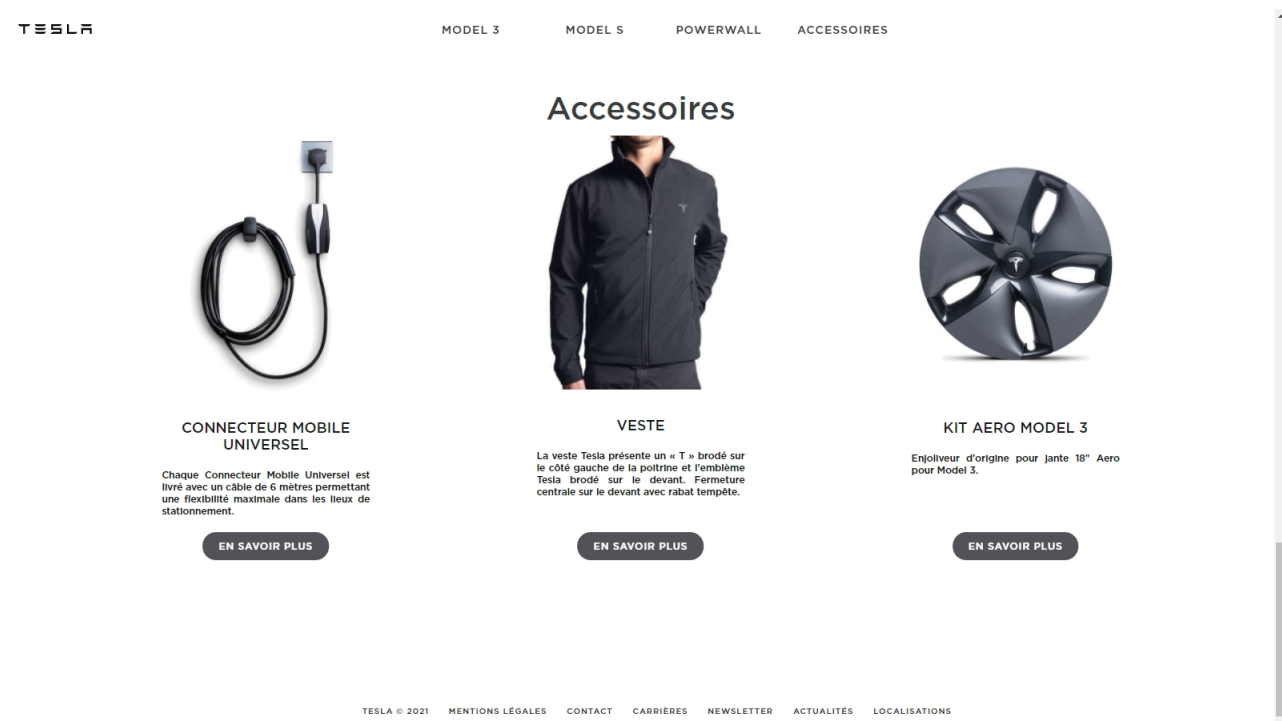 TESLA
MODEL 3
MODEL S
POWERWALL
ACCESSOIRES
Accessoires
CONNECTEUR MOBILE
UNIVERSEL
Chaque Connecteur Mobile Universel est
livré avec un câble de 6 mètres permettant
une flexibilité maximale dans les lieux de
stationnement.
EN SAVOIR PLUS
VESTE
La veste Tesla présente un « T » brodé sur
le côté gauche de la poitrine et l'emblème
Tesla brodé sur le devant. Fermeture
centrale sur le devant avec rabat tempête.
EN SAVOIR PLUS
KIT AERO MODEL 3
Enjoliveur d'origine pour jante 18" Aero
pour Model 3.
EN SAVOIR PLUS
TESLA © 2021
MENTIONS LÉGALES
CONTACT
CARRIÈRES
NEWSLETTER
ACTUALITÉS
LOCALISATIONS